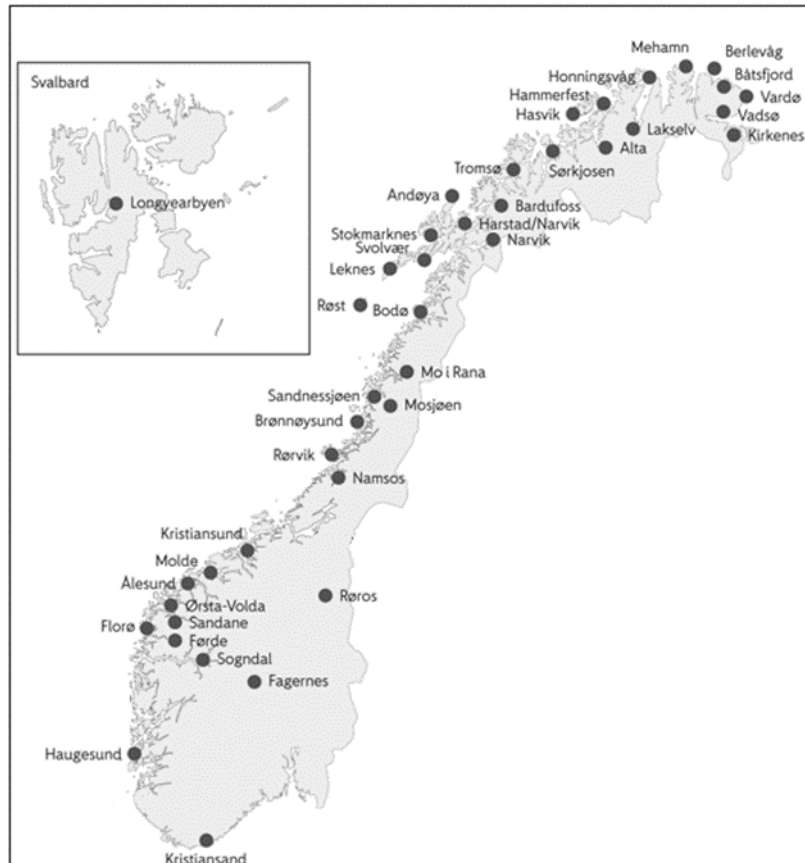 Svalbard
Longyearbyen
Mehamn
Berlevåg
Honningsvåg
Båtsfjord
Hammerfest
Vardø
Hasvik
Vadsø
Lakselv
Kirkenes
Alta
Tromsø
Sørkjosen
Andøya
Bardufoss
Stokmarknes
Harstad/Narvik
Svolvær
Narvik
Leknes
Røst
Bodø
Mo i Rana
Sandnessjøen
Mosjøen
Brønnøysund
Rørvik
Namsos
Kristiansund
Molde
Ålesund
Røros
Ørsta-Volda
Sandane
Florø
Førde
Sogndal
Fagernes
Haugesund
Kristiansand